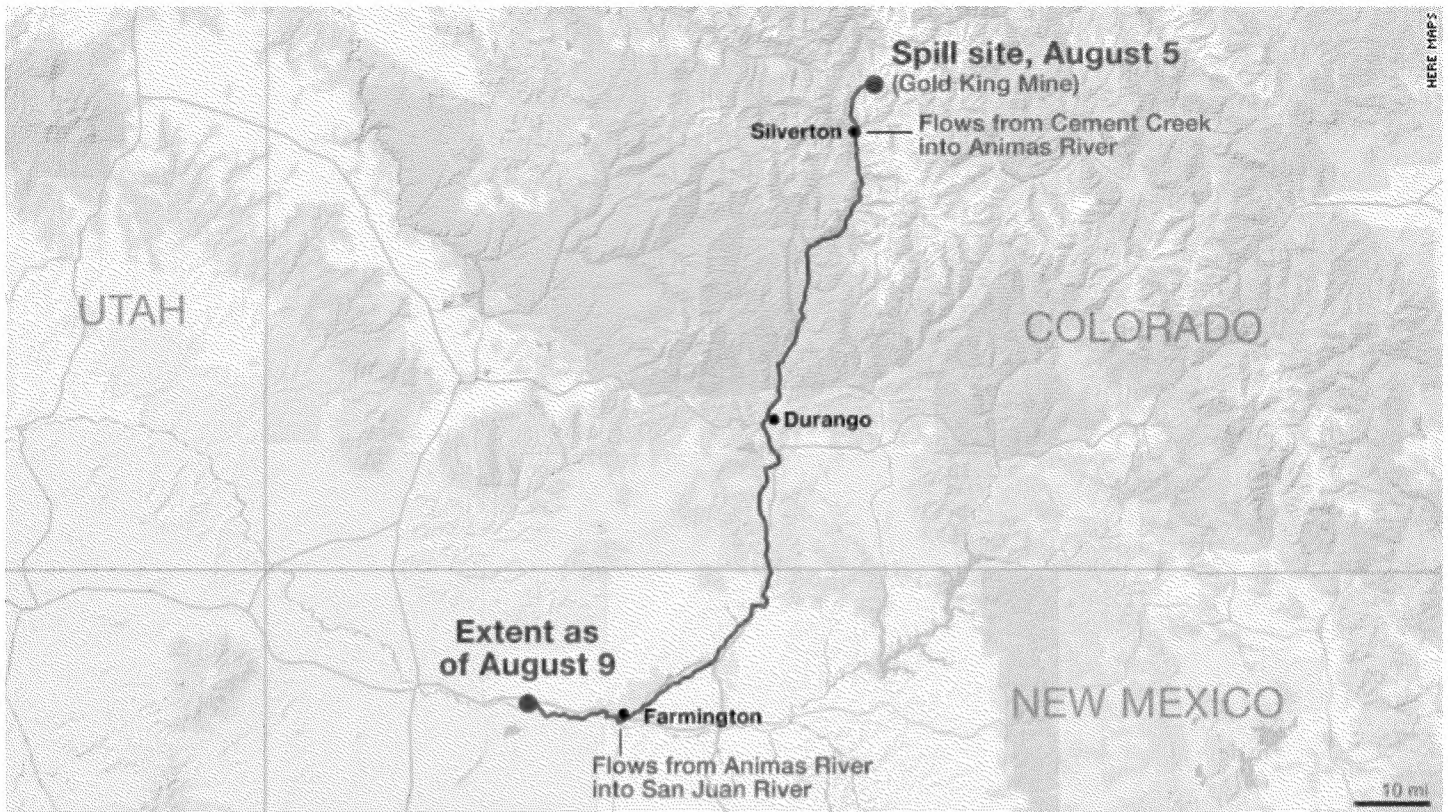 HERE MAPS
Spill site, August 5
(Gold King Mine)
Silverton
Flows from Cement Creek
into Animas River
UTAH
COLORADO
Durango
Extent as
of August 9
NEW MEXICO
Farmington
Flows from Animas River
into San Juan River
10 mi